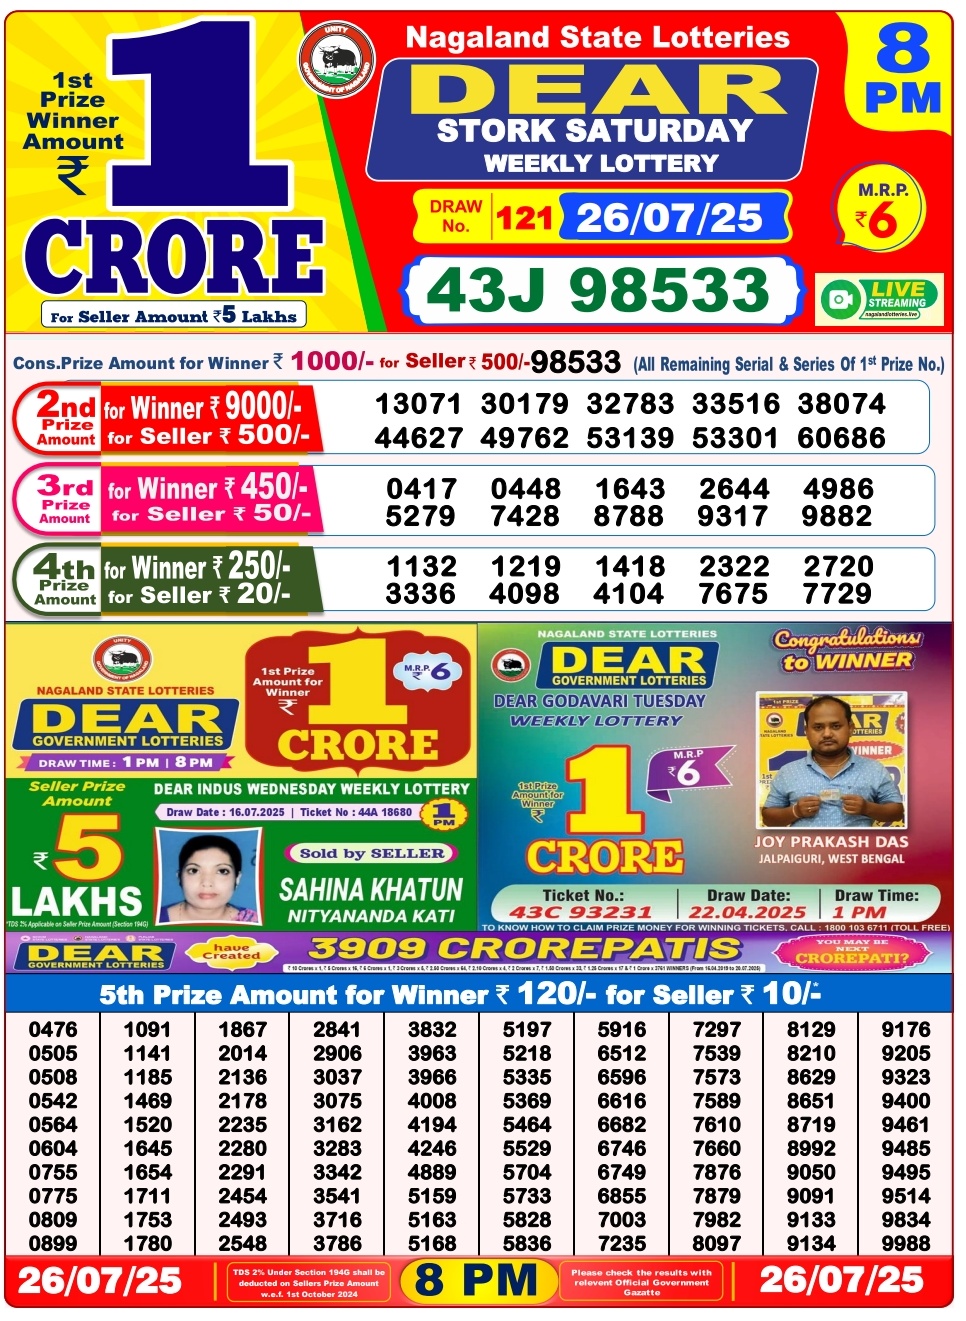 1st
Prize
Winner
Amount
₹
1
CRORE
For Seller Amount ₹5 Lakhs
UNITY
GOVERNMENT OF NAGALAND
Nagaland State Lotteries
DEAR
STORK SATURDAY
WEEKLY LOTTERY
8
PM
DRAW
No.
121
26/07/25
M.R.P.
₹6
43J 98533
LIVE
STREAMING
nagalandlotteries.live
Cons.Prize Amount for Winner ₹ 1000/- for Seller ₹ 500/- 98533 (All Remaining Serial & Series Of 1st Prize No.)
2nd
Prize
Amount
for Winner ₹ 9000/-
for Seller ₹ 500/-
13071 30179 32783 33516 38074
44627 49762 53139 53301 60686
3rd
Prize
Amount
for Winner ₹ 450/-
for Seller ₹ 50/-
0417 0448 1643 2644 4986
5279 7428 8788 9317 9882
4th
Prize
Amount
for Winner ₹ 250/-
for Seller ₹ 20/-
1132 1219 1418 2322 2720
3336 4098 4104 7675 7729
UNITY
GOVERNMENT OF NAGALAND
NAGALAND STATE LOTTERIES
DEAR
GOVERNMENT LOTTERIES
DRAW TIME : 1 PM | 8 PM
1st Prize
Amount for
Winner
₹
1
CRORE
M.R.P.
₹6
Seller Prize
Amount
₹5
LAKHS
*TDS 2% Applicable on Seller Prize Amount (Section 194G)
DEAR INDUS WEDNESDAY WEEKLY LOTTERY
Draw Date : 16.07.2025 | Ticket No : 44A 18680
1
PM
Sold by SELLER
SAHINA KHATUN
NITYANANDA KATI
NAGALAND STATE LOTTERIES
DEAR
GOVERNMENT LOTTERIES
DEAR GODAVARI TUESDAY
WEEKLY LOTTERY
1st Prize
Amount for
Winner
₹
1
CRORE
M.R.P
₹6
Congratulations!
to WINNER
JOY PRAKASH DAS
JALPAIGURI, WEST BENGAL
Ticket No.: Draw Date: Draw Time:
43C 93231 22.04.2025 1 PM
TO KNOW HOW TO CLAIM PRIZE MONEY FOR WINNING TICKETS, CALL : 1800 103 6711 (TOLL FREE)
DEAR
GOVERNMENT LOTTERIES
have
Created
3909 CROREPATIS
YOU MAY BE
NEXT
CROREPATI?
5th Prize Amount for Winner ₹ 120/- for Seller ₹ 10/-*
0476 1091 1867 2841 3832 5197 5916 7297 8129 9176
0505 1141 2014 2906 3963 5218 6512 7539 8210 9205
0508 1185 2136 3037 3966 5335 6596 7573 8629 9323
0542 1469 2178 3075 4008 5369 6616 7589 8651 9400
0564 1520 2235 3162 4194 5464 6682 7610 8719 9461
0604 1645 2280 3283 4246 5529 6746 7660 8992 9485
0755 1654 2291 3342 4889 5704 6749 7876 9050 9495
0775 1711 2454 3541 5159 5733 6855 7879 9091 9514
0809 1753 2493 3716 5163 5828 7003 7982 9133 9834
0899 1780 2548 3786 5168 5836 7235 8097 9134 9988
26/07/25
TDS 2% Under Section 194G shall be
deducted on Sellers Prize Amount
w.e.f. 1st October 2024
8 PM
Please check the results with
relevent Official Government
Gazatte
26/07/25